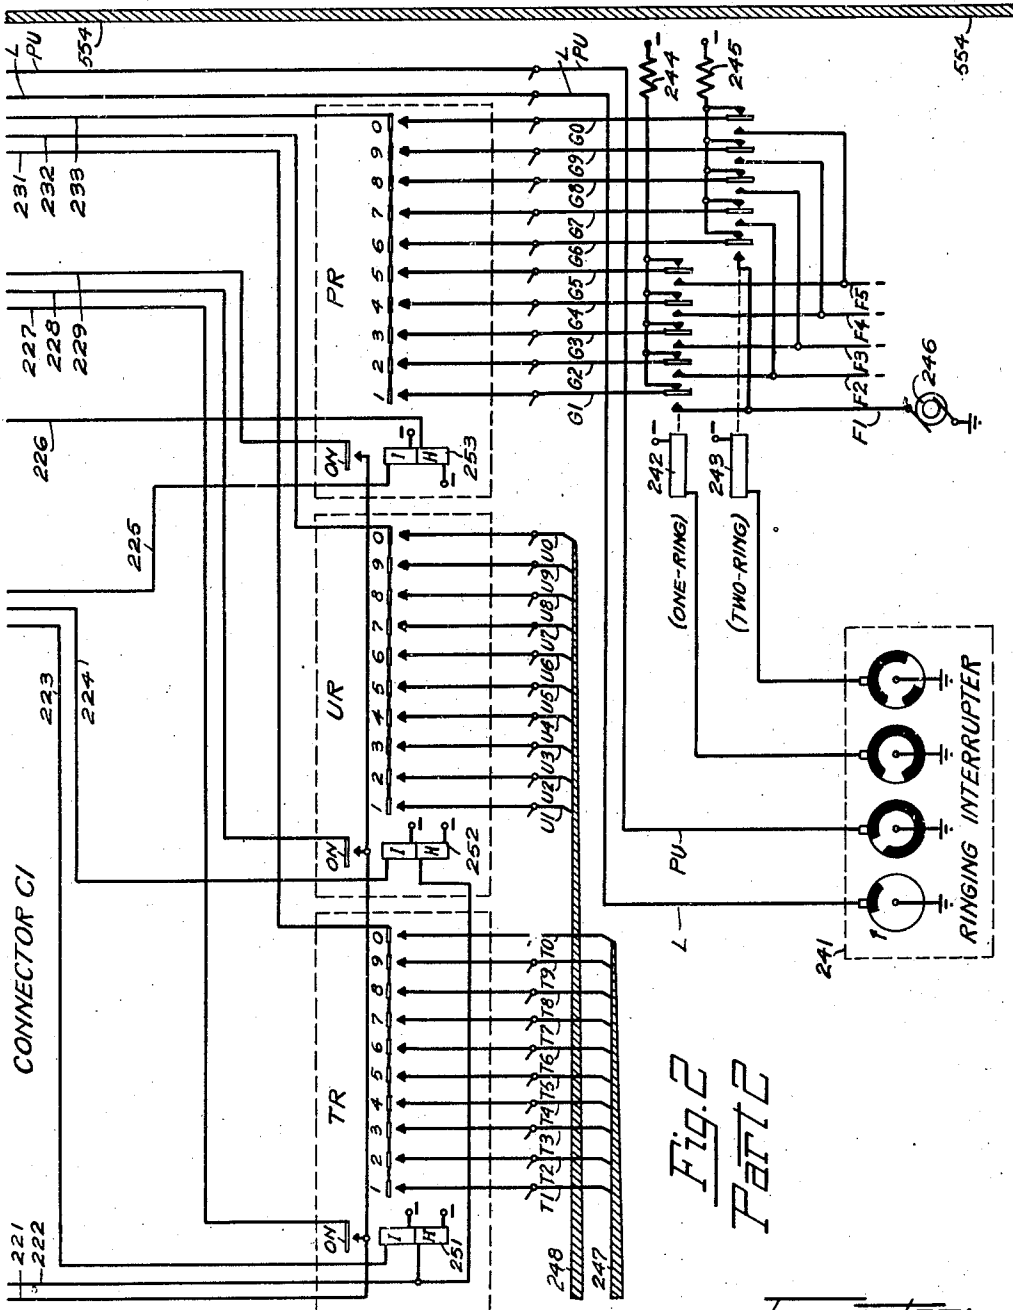 CONNECTOR C1
221
222
223
224
225
226
227
228
229
231
232
233
L
PU
554
TR
ON
I
H
251
1 2 3 4 5 6 7 8 9 0
UR
ON
I
H
252
1 2 3 4 5 6 7 8 9 0
PR
ON
I
H
253
1 2 3 4 5 6 7 8 9 0
T1 T2 T3 T4 T5 T6 T7 T8 T9 T0
U1 U2 U3 U4 U5 U6 U7 U8 U9 U0
G1 G2 G3 G4 G5 G6 G7 G8 G9 G0
L
PU
248
247
244
245
242
(ONE-RING)
243
(TWO-RING)
F1 F2 F3 F4 F5
246
554
L
PU
241
RINGING INTERRUPTER
Fig. 2
Part 2